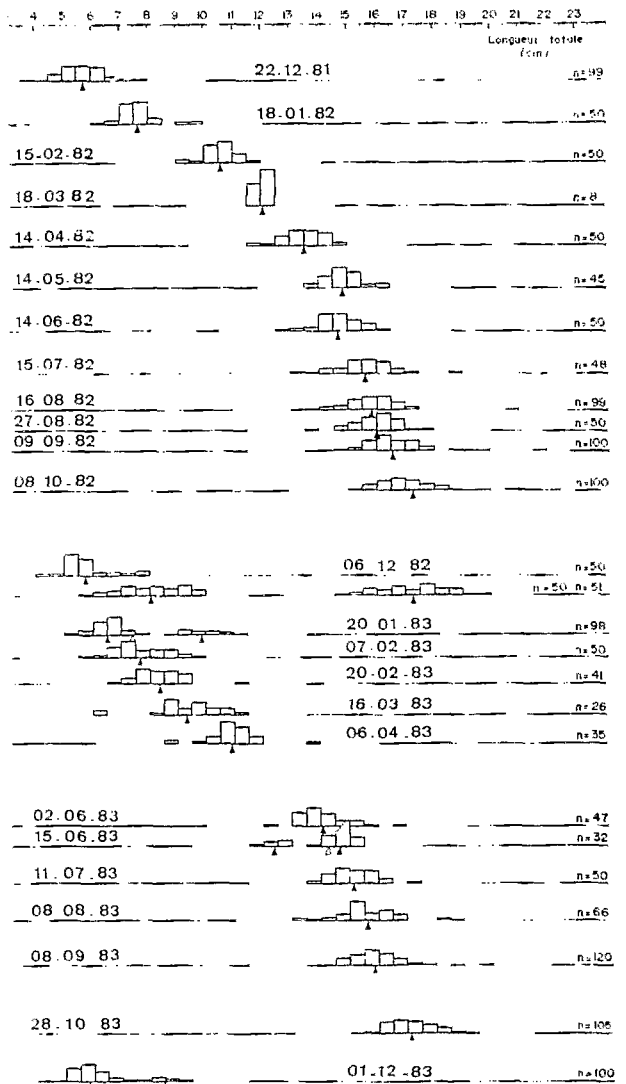 4 5 6 7 8 9 10 11 12 13 14 15 16 17 18 19 20 21 22 23
Longueur totale
(cm)
22.12.81 n=99
18.01.82 n=50
15.02.82 n=50
18.03 82 n=8
14.04.82 n=50
14.05.82 n=45
14.06.82 n=50
15.07.82 n=48
16 08 82 n=99
27.08.82 n=50
09 09.82 n=100
08 10.82 n=100
06 12 82 n=50
n=50 n=51
20 01.83 n=98
07.02.83 n=50
20.02.83 n=41
16.03 83 n=26
06.04.83 n=35
02.06.83 n=47
15.06.83 n=32
11.07.83 n=50
08 08.83 n=66
08.09 83 n=120
28.10 83 n=105
01.12.83 n=100